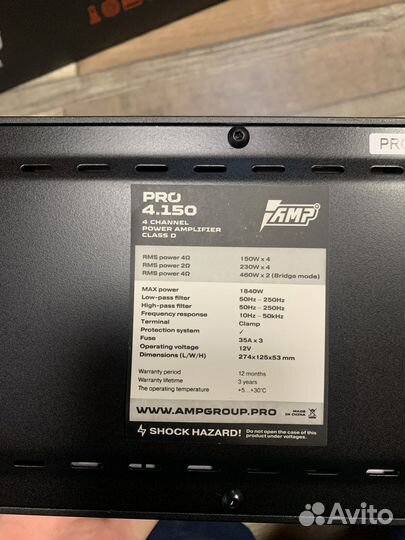 PRO
PRO
4.150
4 CHANNEL
POWER AMPLIFIER
CLASS D
AMP
RMS power 4Ω 150W x 4
RMS power 2Ω 230W x 4
RMS power 4Ω 460W x 2 (Bridge mode)
MAX power 1840W
Low-pass filter 50Hz – 250Hz
High-pass filter 50Hz – 250Hz
Frequency response 10Hz – 50kHz
Terminal Clamp
Protection system ✓
Fuse 35A x 3
Operating voltage 12V
Dimensions (L/W/H) 274x125x53 mm
Warranty period 12 months
Warranty lifetime 3 years
The operating temperature +5...+30°C
WWW.AMPGROUP.PRO
MADE
IN CHINA
SHOCK HAZARD! Do not open the case of this
product under voltages.
Avito